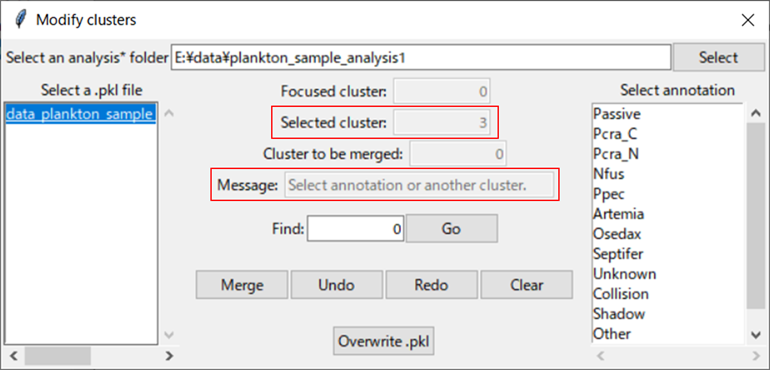 Modify clusters
Select an analysis* folder E:¥data¥plankton_sample_analysis1 Select
Select a .pkl file
data_plankton_sample_
Focused cluster: 0
Selected cluster: 3
Cluster to be merged: 0
Message: Select annotation or another cluster.
Find: 0 Go
Merge Undo Redo Clear
Overwrite .pkl
Select annotation
Passive
Pcra_C
Pcra_N
Nfus
Ppec
Artemia
Osedax
Septifer
Unknown
Collision
Shadow
Other